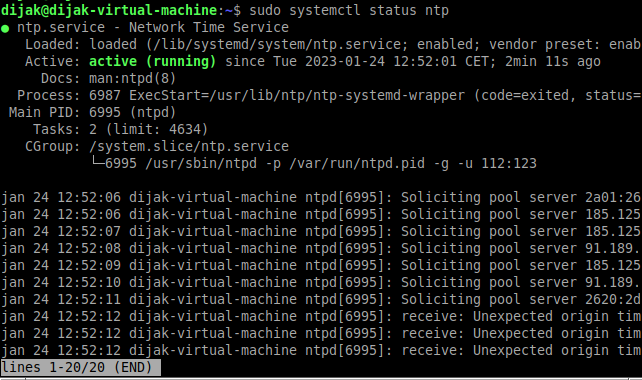 dijak@dijak-virtual-machine:~$ sudo systemctl status ntp
● ntp.service - Network Time Service
Loaded: loaded (/lib/systemd/system/ntp.service; enabled; vendor preset: enab
Active: active (running) since Tue 2023-01-24 12:52:01 CET; 2min 11s ago
Docs: man:ntpd(8)
Process: 6987 ExecStart=/usr/lib/ntp/ntp-systemd-wrapper (code=exited, status=
Main PID: 6995 (ntpd)
Tasks: 2 (limit: 4634)
CGroup: /system.slice/ntp.service
└─6995 /usr/sbin/ntpd -p /var/run/ntpd.pid -g -u 112:123
jan 24 12:52:06 dijak-virtual-machine ntpd[6995]: Soliciting pool server 2a01:26
jan 24 12:52:06 dijak-virtual-machine ntpd[6995]: Soliciting pool server 185.125
jan 24 12:52:07 dijak-virtual-machine ntpd[6995]: Soliciting pool server 185.125
jan 24 12:52:08 dijak-virtual-machine ntpd[6995]: Soliciting pool server 91.189.
jan 24 12:52:09 dijak-virtual-machine ntpd[6995]: Soliciting pool server 185.125
jan 24 12:52:10 dijak-virtual-machine ntpd[6995]: Soliciting pool server 91.189.
jan 24 12:52:11 dijak-virtual-machine ntpd[6995]: Soliciting pool server 2620:2d
jan 24 12:52:12 dijak-virtual-machine ntpd[6995]: receive: Unexpected origin tim
jan 24 12:52:12 dijak-virtual-machine ntpd[6995]: receive: Unexpected origin tim
jan 24 12:52:12 dijak-virtual-machine ntpd[6995]: receive: Unexpected origin tim
lines 1-20/20 (END)